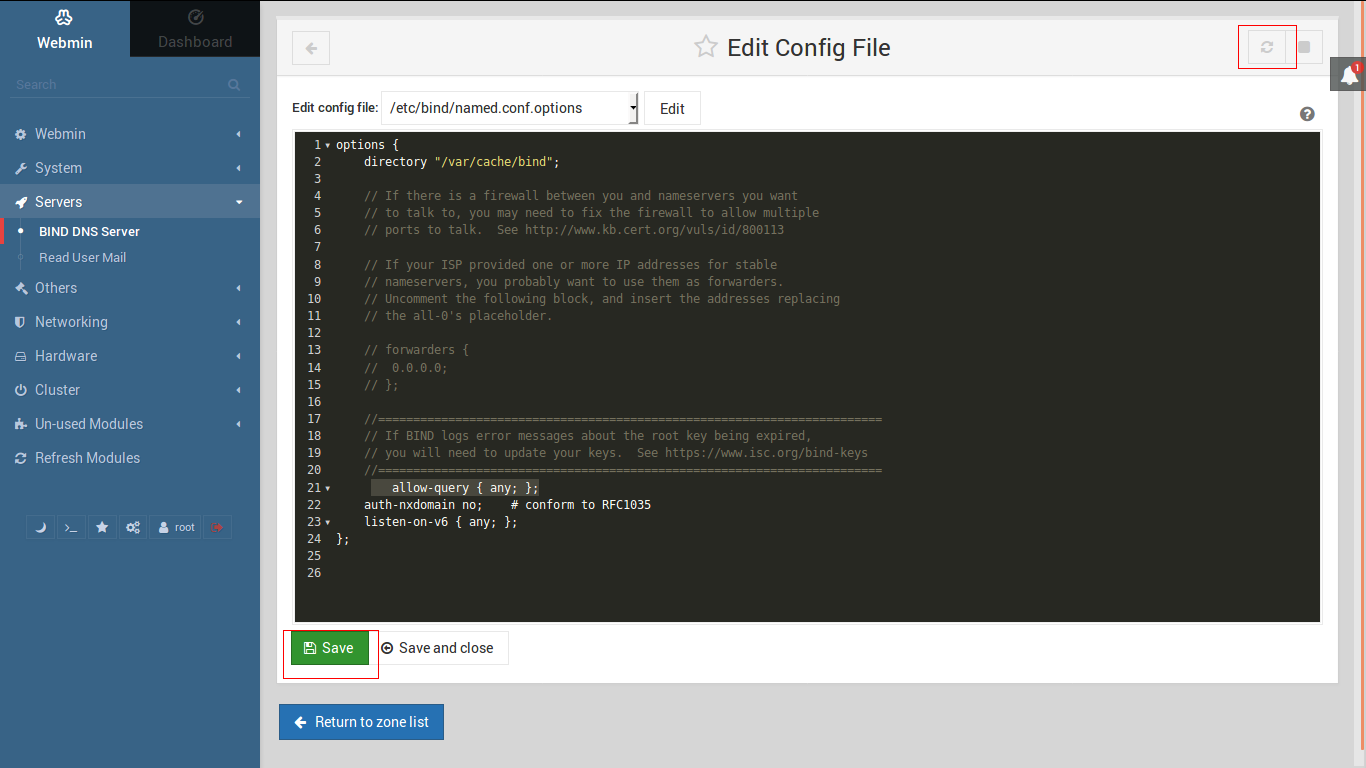 Webmin
Dashboard
Search
Webmin
System
Servers
BIND DNS Server
Read User Mail
Others
Networking
Hardware
Cluster
Un-used Modules
Refresh Modules
root
Edit Config File
1
Edit config file: /etc/bind/named.conf.options Edit
1 options {
2 directory "/var/cache/bind";
3
4 // If there is a firewall between you and nameservers you want
5 // to talk to, you may need to fix the firewall to allow multiple
6 // ports to talk.  See http://www.kb.cert.org/vuls/id/800113
7
8 // If your ISP provided one or more IP addresses for stable
9 // nameservers, you probably want to use them as forwarders.
10 // Uncomment the following block, and insert the addresses replacing
11 // the all-0's placeholder.
12
13 // forwarders {
14 //  0.0.0.0;
15 // };
16
17 //========================================================================
18 // If BIND logs error messages about the root key being expired,
19 // you will need to update your keys.  See https://www.isc.org/bind-keys
20 //========================================================================
21 allow-query { any; };
22 auth-nxdomain no;    # conform to RFC1035
23 listen-on-v6 { any; };
24 };
25
26
Save
Save and close
Return to zone list